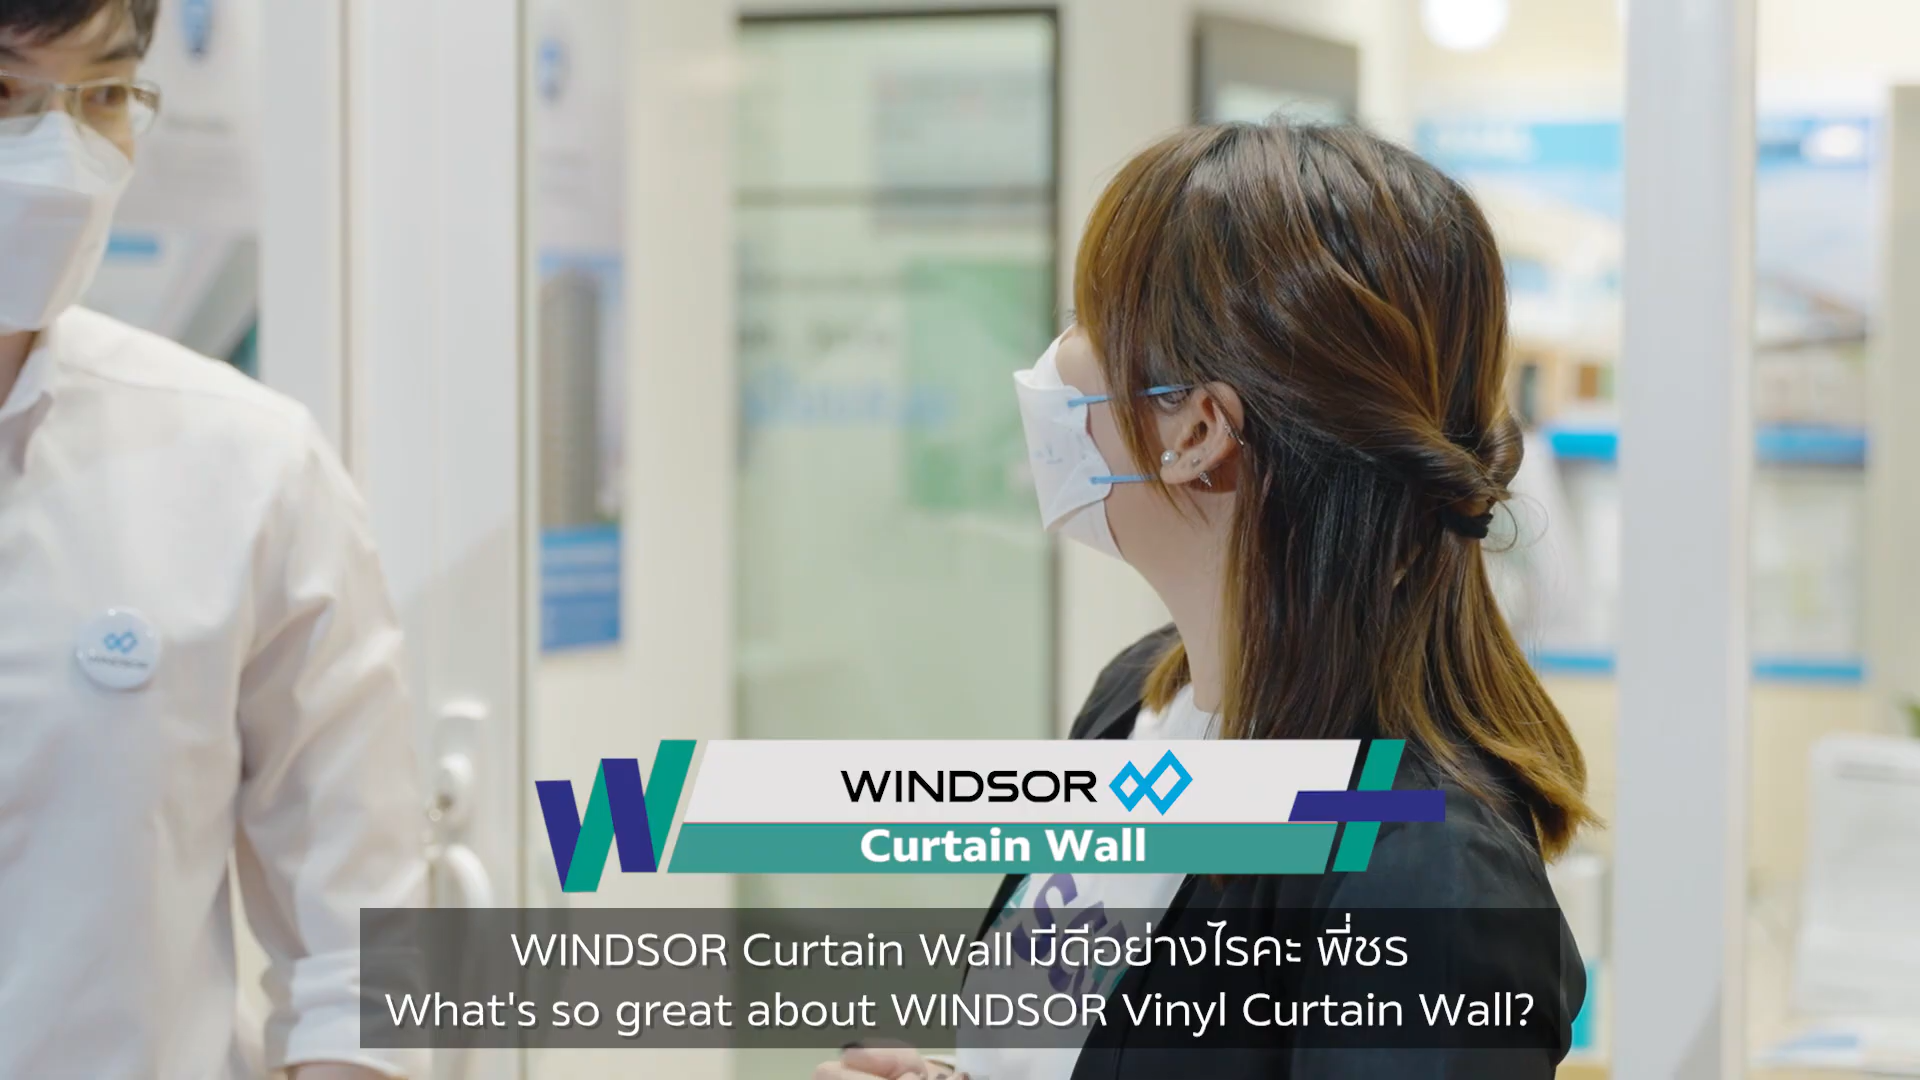 WINDSOR
Curtain Wall
WINDSOR Curtain Wall มีดีอย่างไรคะ พี่ชร
What's so great about WINDSOR Vinyl Curtain Wall?